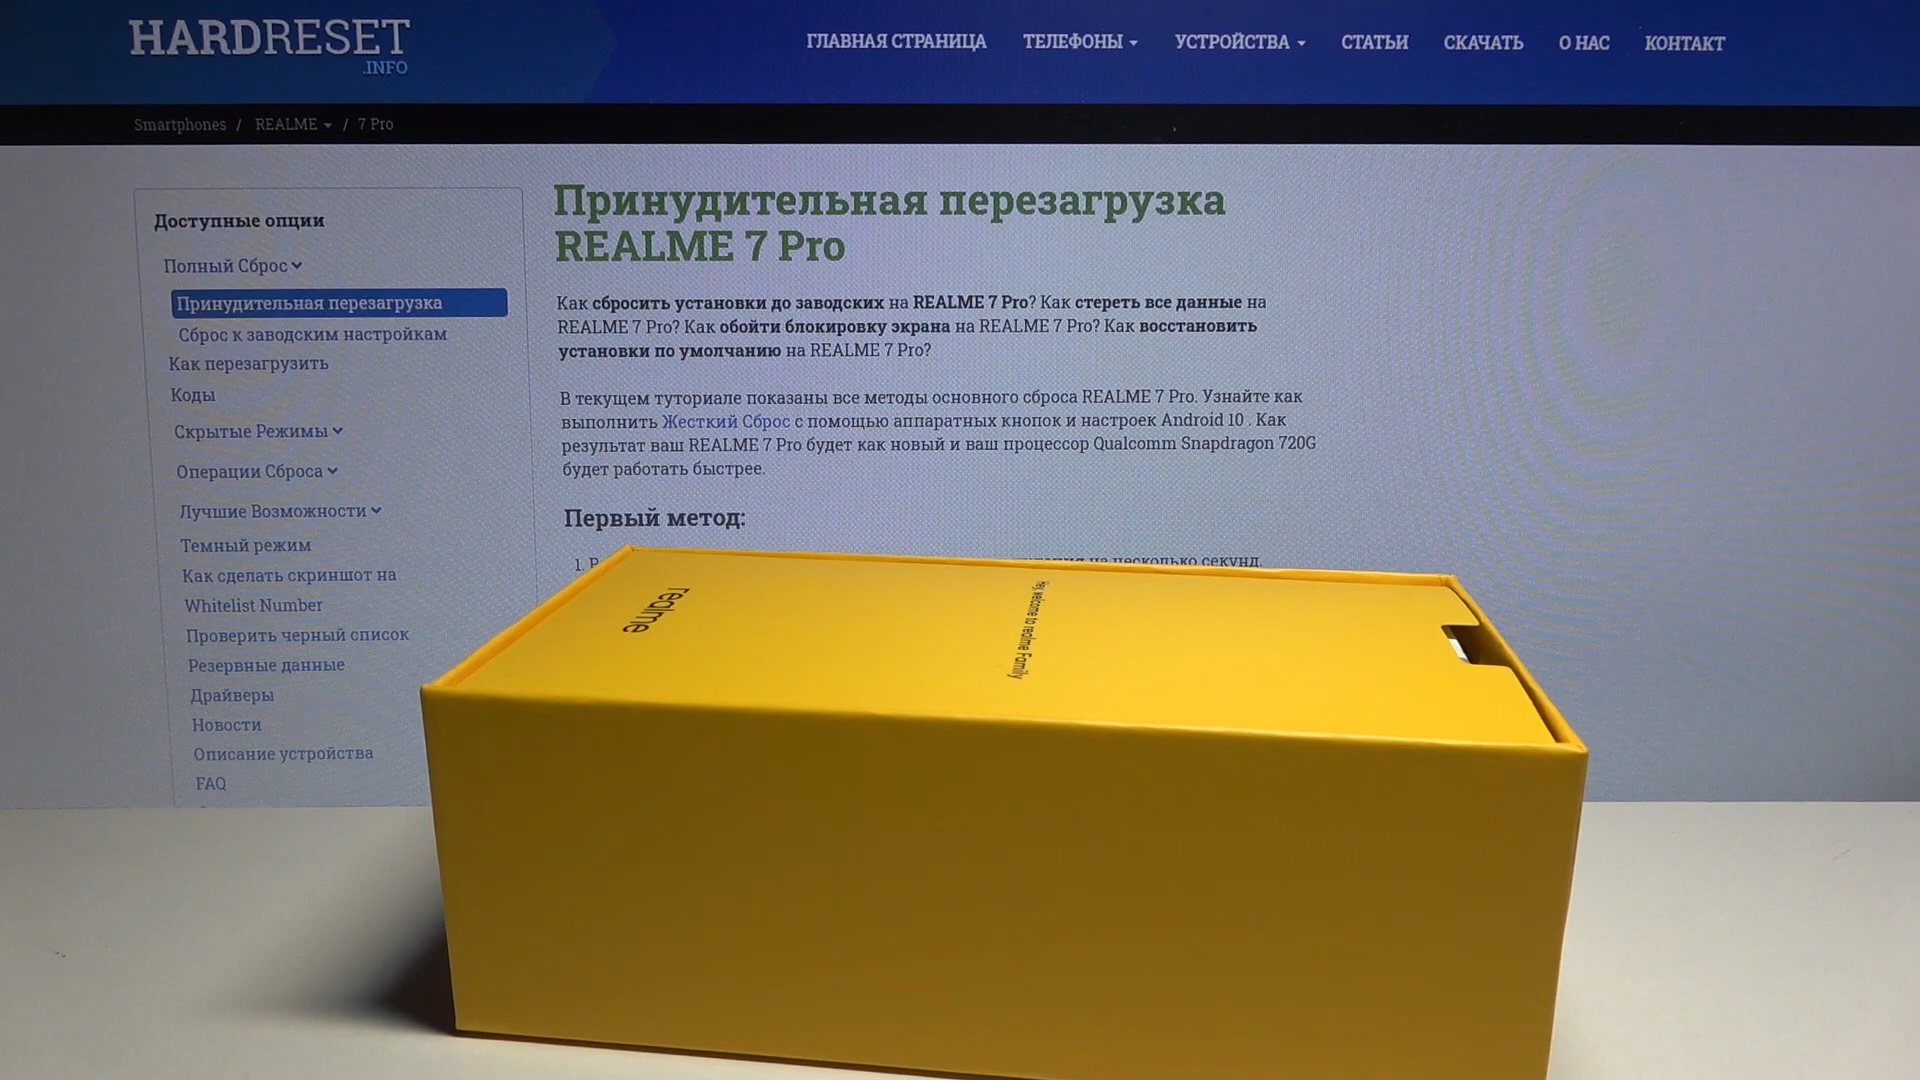 HARDRESET
.INFO
ГЛАВНАЯ СТРАНИЦА
ТЕЛЕФОНЫ
УСТРОЙСТВА
СТАТЬИ
СКАЧАТЬ
О НАС
КОНТАКТ
Smartphones / REALME / 7 Pro
Доступные опции
Полный Сброс
Принудительная перезагрузка
Сброс к заводским настройкам
Как перезагрузить
Коды
Скрытые Режимы
Операции Сброса
Лучшие Возможности
Темный режим
Как сделать скриншот на
Whitelist Number
Проверить черный список
Резервные данные
Драйверы
Новости
Описание устройства
FAQ
Принудительная перезагрузка
REALME 7 Pro
Как сбросить установки до заводских на REALME 7 Pro? Как стереть все данные на
REALME 7 Pro? Как обойти блокировку экрана на REALME 7 Pro? Как восстановить
установки по умолчанию на REALME 7 Pro?
В текущем туториале показаны все методы основного сброса REALME 7 Pro. Узнайте как
выполнить Жесткий Сброс с помощью аппаратных кнопок и настроек Android 10 . Как
результат ваш REALME 7 Pro будет как новый и ваш процессор Qualcomm Snapdragon 720G
будет работать быстрее.
Первый метод:
1. на несколько секунд.
realme
Hey, welcome to realme Family